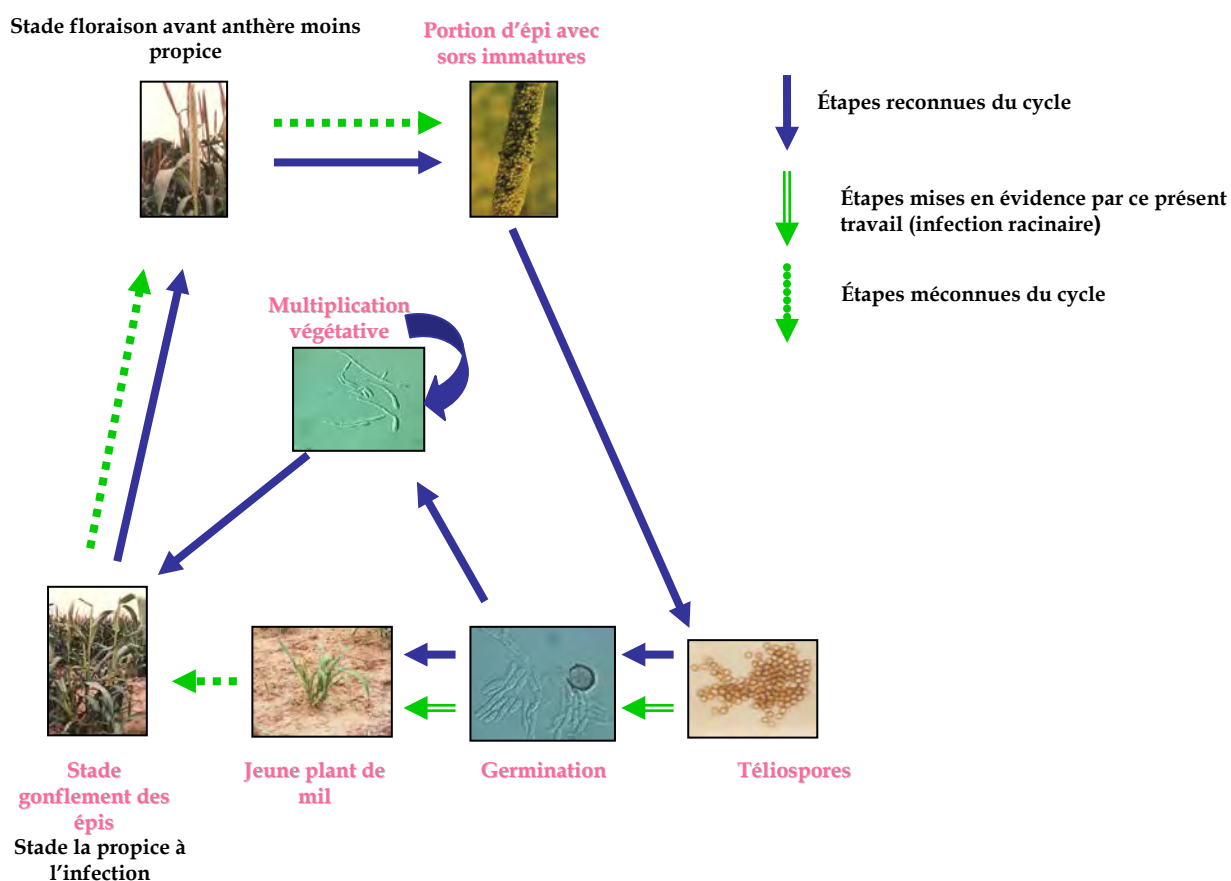 Stade floraison avant anthère moins
propice
Portion d’épi avec
sors immatures
Étapes reconnues du cycle
Étapes mises en évidence par ce présent
travail (infection racinaire)
Étapes méconnues du cycle
Multiplication
végétative
Stade
gonflement des
épis
Stade la propice à
l’infection
Jeune plant de
mil
Germination
Téliospores